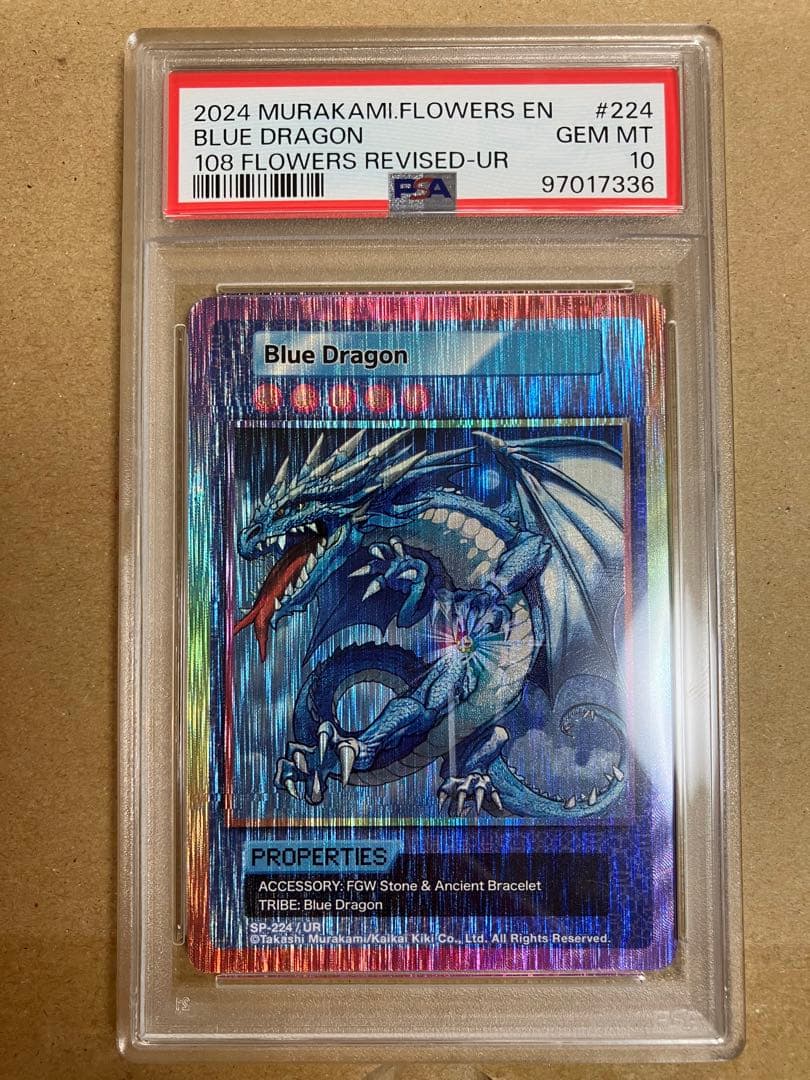 2024 MURAKAMI.FLOWERS EN #224
BLUE DRAGON GEM MT
108 FLOWERS REVISED-UR 10
PSA 97017336
Blue Dragon
PROPERTIES
ACCESSORY: FGW Stone & Ancient Bracelet
TRIBE: Blue Dragon
SP-224 / UR
©Takashi Murakami/Kaikai Kiki Co., Ltd. All Rights Reserved.
PSA